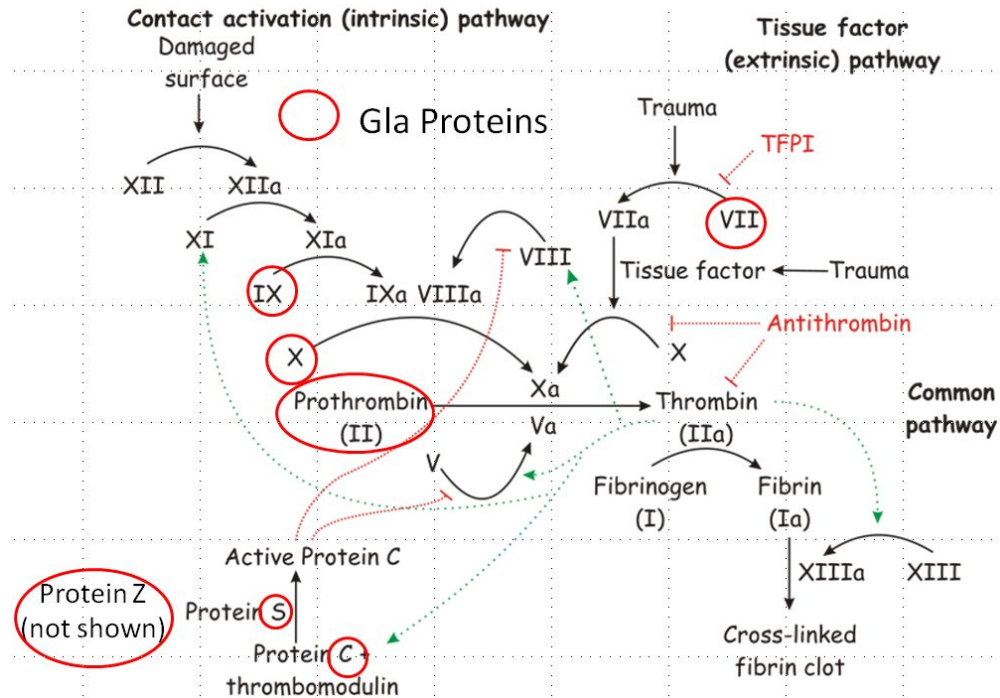 Contact activation (intrinsic) pathway
Damaged
surface
Tissue factor
(extrinsic) pathway
Gla Proteins
Trauma
TFPI
XII
XIIa
VIIa
VII
XI
XIa
VIII
Tissue factor
Trauma
IX
IXa
VIIIa
Antithrombin
X
X
Xa
Prothrombin
(II)
Thrombin
(IIa)
Common
pathway
Va
V
Fibrinogen
(I)
Fibrin
(Ia)
Active Protein C
XIIIa
XIII
Protein Z
(not shown)
Protein S
Protein C +
thrombomodulin
Cross-linked
fibrin clot